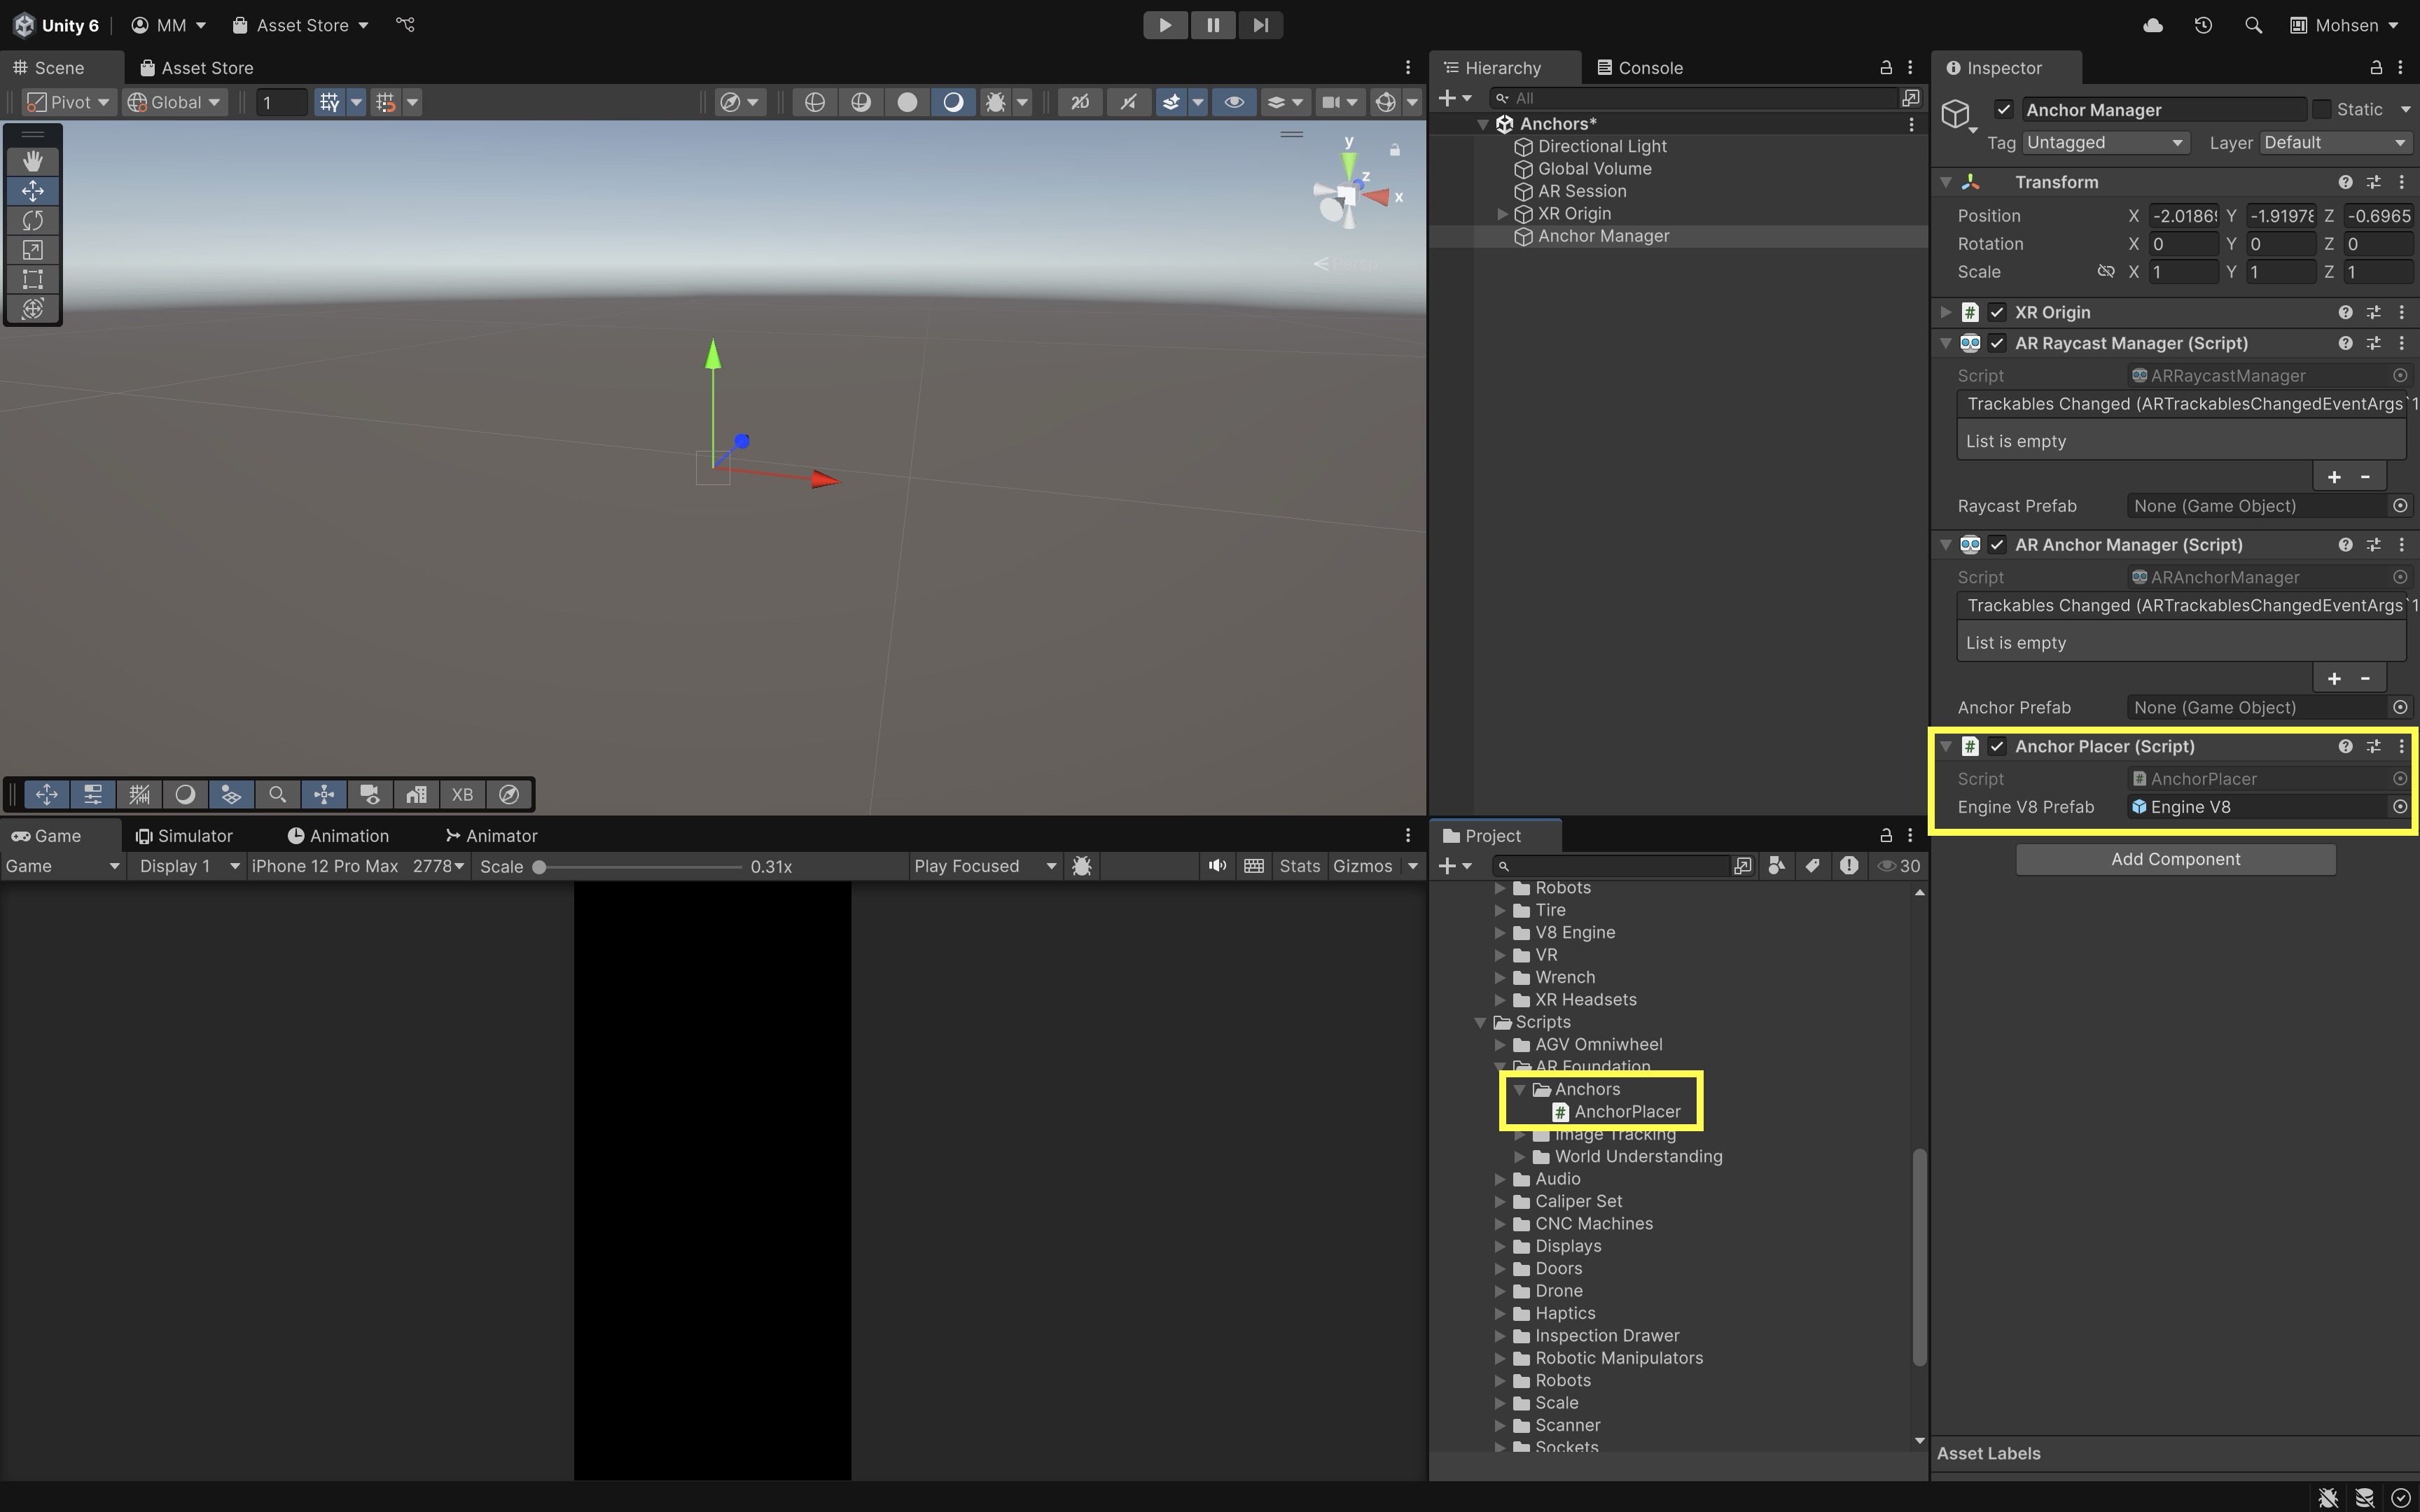 Unity 6 MM Asset Store Mohsen
Scene Asset Store
Pivot Global 1 2D
y
z
x
Persp
XB
Hierarchy Console
All
Anchors*
Directional Light
Global Volume
AR Session
XR Origin
Anchor Manager
Inspector
Anchor Manager Static
Tag Untagged Layer Default
Transform
Position X -2.0186 Y -1.9197 Z -0.6965
Rotation X 0 Y 0 Z 0
Scale X 1 Y 1 Z 1
# XR Origin
AR Raycast Manager (Script)
Script ARRaycastManager
Trackables Changed (ARTrackablesChangedEventArgs`1
List is empty
+ -
Raycast Prefab None (Game Object)
AR Anchor Manager (Script)
Script ARAnchorManager
Trackables Changed (ARTrackablesChangedEventArgs`1
List is empty
+ -
Anchor Prefab None (Game Object)
# Anchor Placer (Script)
Script # AnchorPlacer
Engine V8 Prefab Engine V8
Add Component
Asset Labels
Game Simulator Animation Animator
Game Display 1 iPhone 12 Pro Max 2778 Scale 0.31x Play Focused Stats Gizmos
Project
30
Robots
Tire
V8 Engine
VR
Wrench
XR Headsets
Scripts
AGV Omniwheel
AR Foundation
Anchors
# AnchorPlacer
Image Tracking
World Understanding
Audio
Caliper Set
CNC Machines
Displays
Doors
Drone
Haptics
Inspection Drawer
Robotic Manipulators
Robots
Scale
Scanner
Sockets